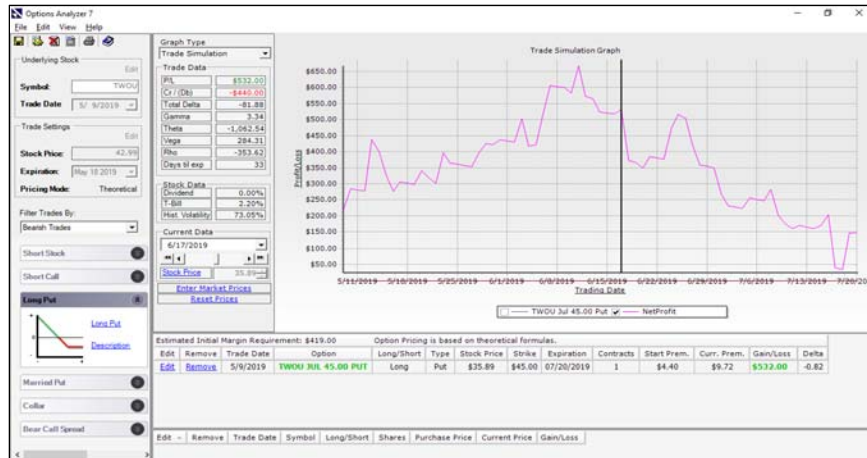 Options Analyzer 7
File Edit View Help
Underlying Stock
Edit
Symbol: TWOU
Trade Date 5/ 9/2019
Trade Settings
Edit
Stock Price: 42.99
Expiration: May 10 2019
Pricing Mode: Theoretical
Filter Trades By:
Bearish Trades
Short Stock
Short Call
Long Put
Long Put
Description
Married Put
Collar
Bear Call Spread
Graph Type
Trade Simulation
Trade Data
P/L $532.00
Cr / (Db) -$440.00
Total Delta -81.88
Gamma 3.34
Theta -1,062.54
Vega 284.31
Rho -353.62
Days til exp 33
Stock Data
Dividend 0.00%
T-Bill 2.20%
Hist. Volatility 73.05%
Current Data
6/17/2019
Stock Price 35.89
Enter Market Prices
Reset Prices
Trade Simulation Graph
Profit/Loss
$650.00
$600.00
$550.00
$500.00
$450.00
$400.00
$350.00
$300.00
$250.00
$200.00
$150.00
$100.00
$50.00
5/11/2019 5/18/2019 5/25/2019 6/1/2019 6/8/2019 6/15/2019 6/22/2019 6/29/2019 7/6/2019 7/13/2019 7/20/20
Trading Date
TWOU Jul 45.00 Put NetProfit
Estimated Initial Margin Requirement: $419.00 Option Pricing is based on theoretical formulas.
Edit Remove Trade Date Option Long/Short Type Stock Price Strike Expiration Contracts Start Prem. Curr. Prem. Gain/Loss Delta
Edit Remove 5/9/2019 TWOU JUL 45.00 PUT Long Put $35.89 $45.00 07/20/2019 1 $4.40 $9.72 $532.00 -0.82
Edit - Remove Trade Date Symbol Long/Short Shares Purchase Price Current Price Gain/Loss